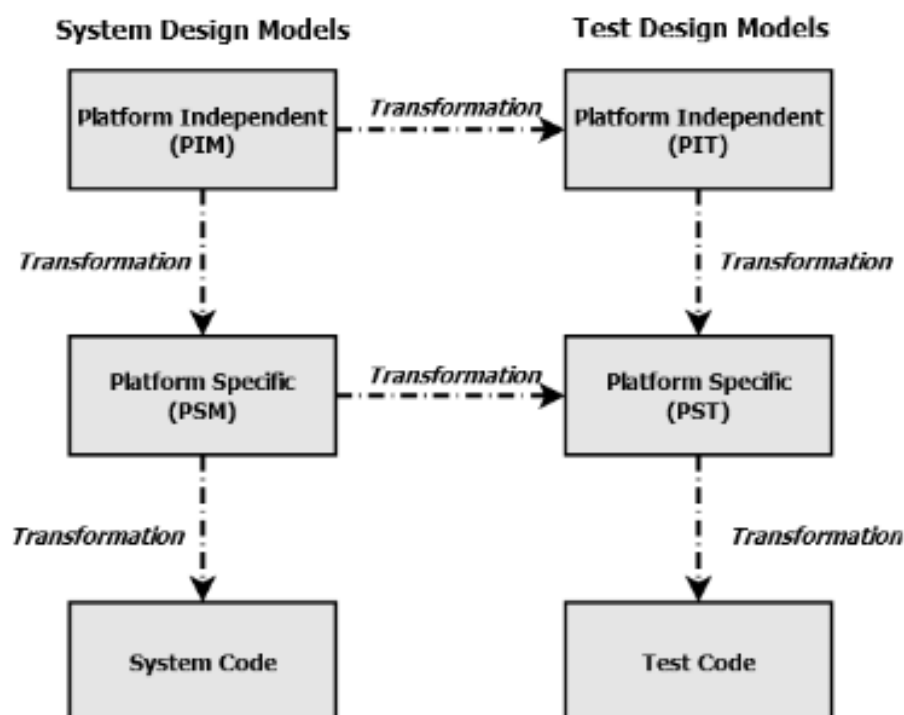 System Design Models
Test Design Models
Platform Independent
(PIM)
Transformation
Platform Independent
(PIT)
Transformation
Transformation
Platform Specific
(PSM)
Transformation
Platform Specific
(PST)
Transformation
Transformation
System Code
Test Code